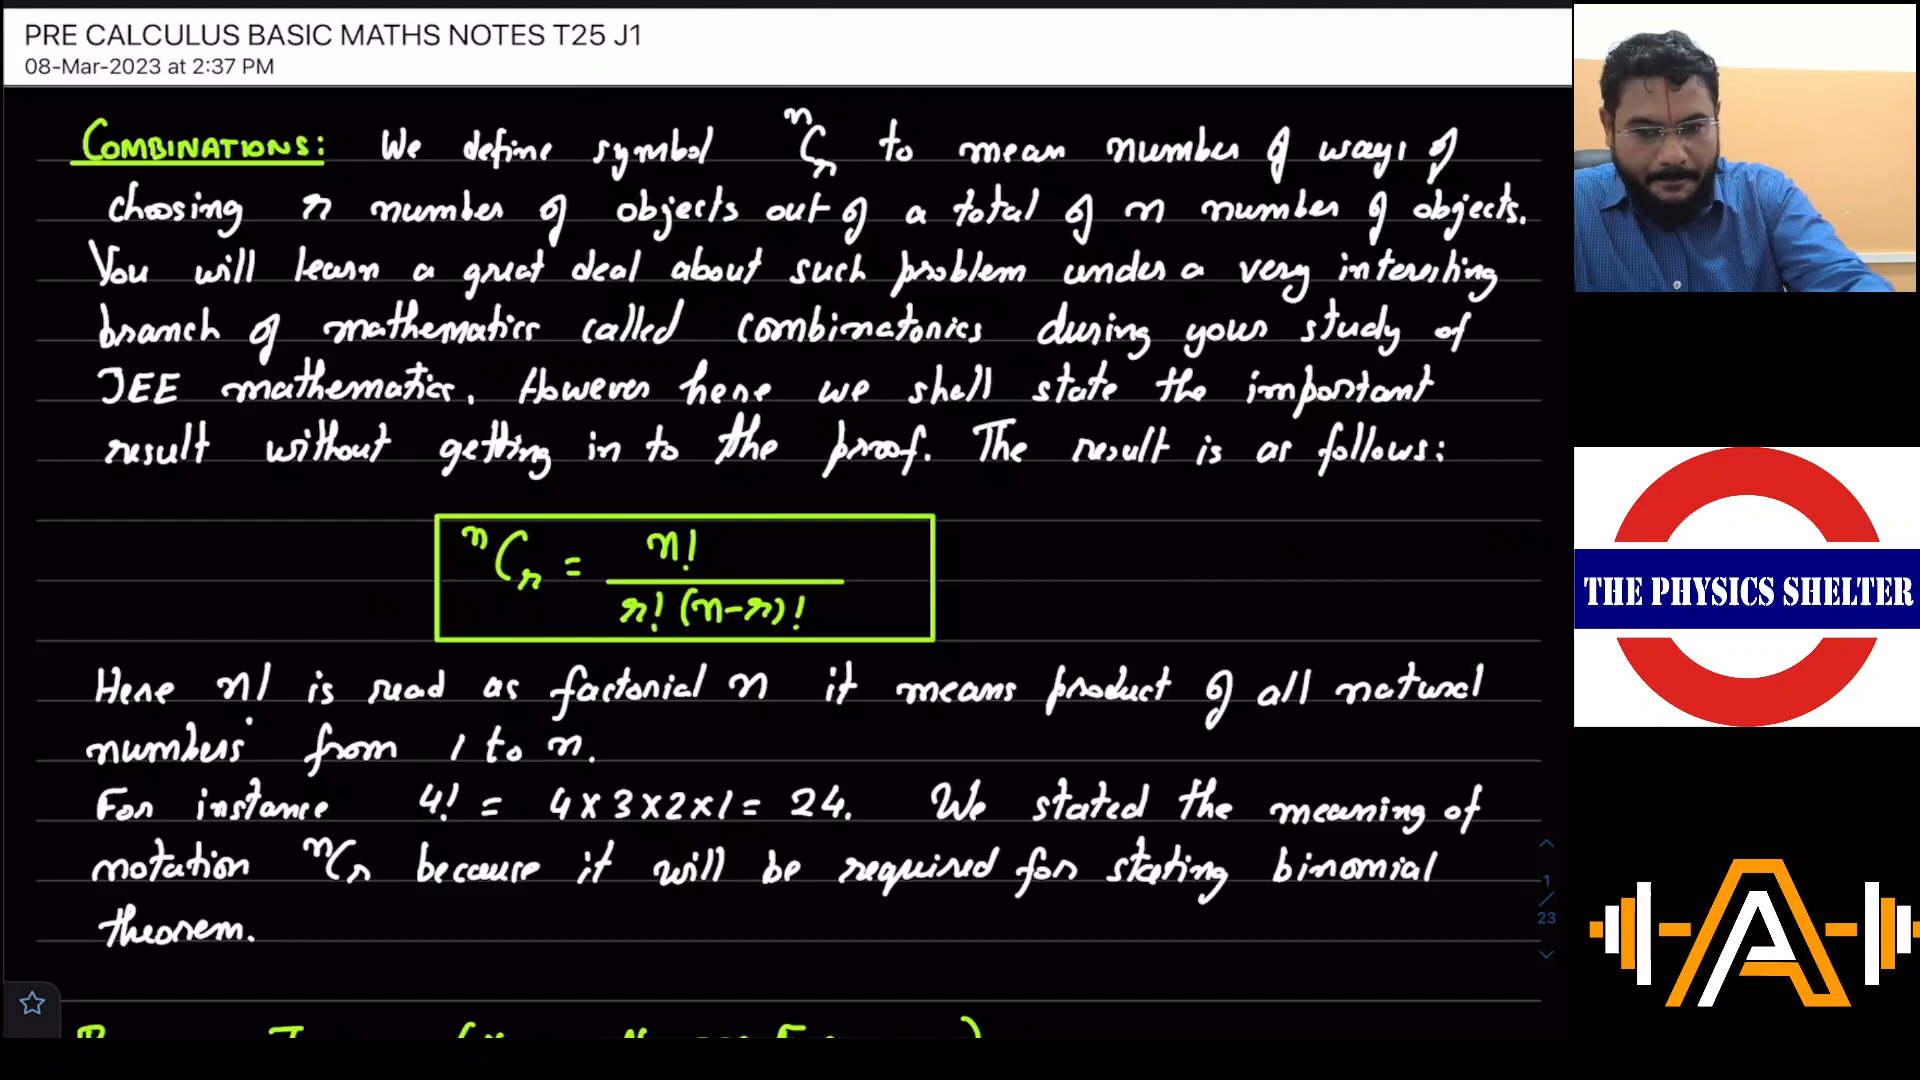 PRE CALCULUS BASIC MATHS NOTES T25 J1
08-Mar-2023 at 2:37 PM
COMBINATIONS: We define symbol ⁿCᵣ to mean number of ways of
choosing r number of objects out of a total of n number of objects.
You will learn a great deal about such problem under a very interesting
branch of mathematics called combinatorics during your study of
JEE mathematics. However here we shall state the important
result without getting in to the proof. The result is as follows:
ⁿCᵣ = n! / r! (n-r)!
Here n! is read as factorial n it means product of all natural
numbers from 1 to n.
For instance 4! = 4 x 3 x 2 x 1 = 24. We stated the meaning of
notation ⁿCᵣ because it will be required for stating binomial
theorem.
1
/
23
THE PHYSICS SHELTER
A